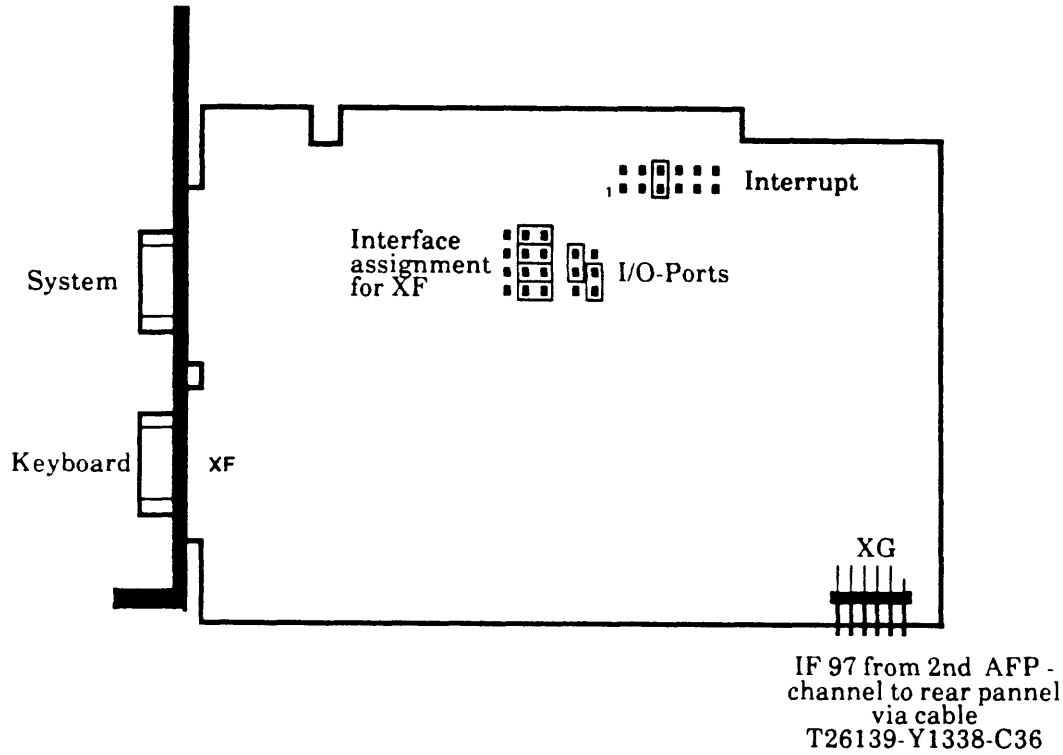 1
Interrupt
Interface
assignment
for XF
I/O-Ports
System
Keyboard
XF
XG
IF 97 from 2nd AFP -
channel to rear pannel
via cable
T26139-Y1338-C36